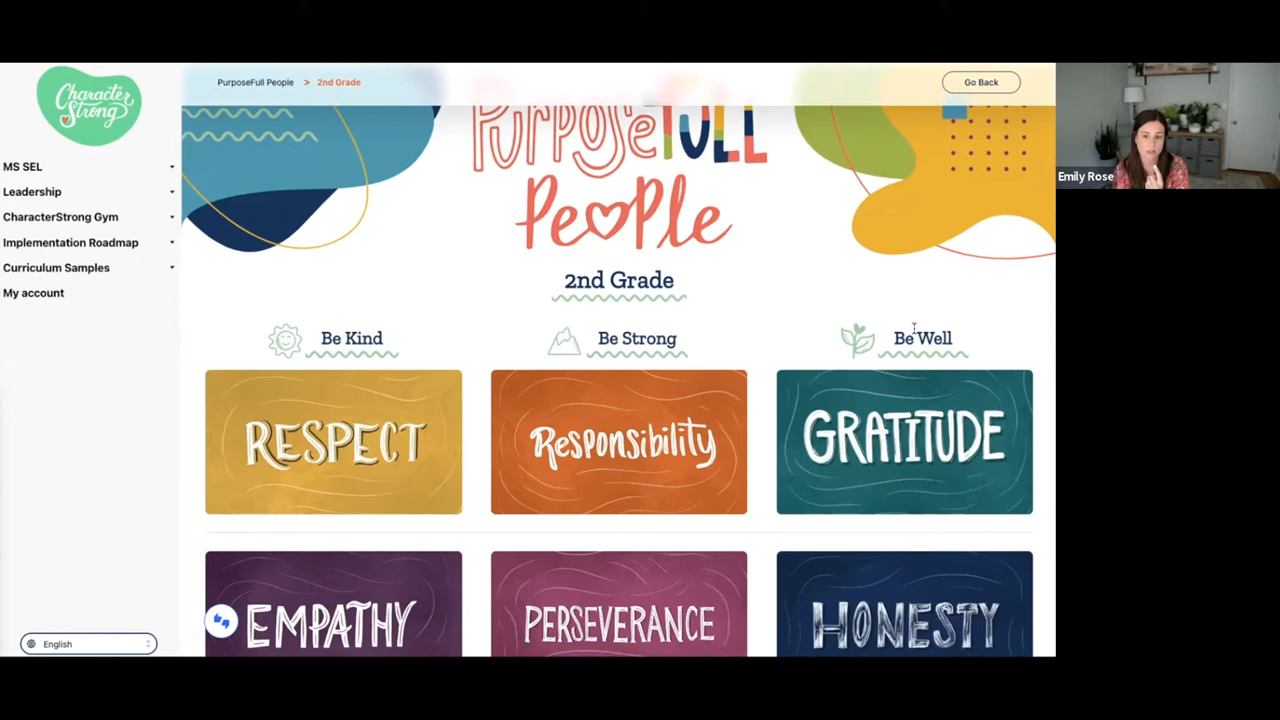 Character
Strong
PurposeFull People > 2nd Grade
Go Back
MS SEL
Leadership
CharacterStrong Gym
Implementation Roadmap
Curriculum Samples
My account
English
PurposeFULL
People
2nd Grade
Be Kind
Be Strong
Be Well
RESPECT
Responsibility
GRATITUDE
EMPATHY
PERSEVERANCE
HONESTY
Emily Rose